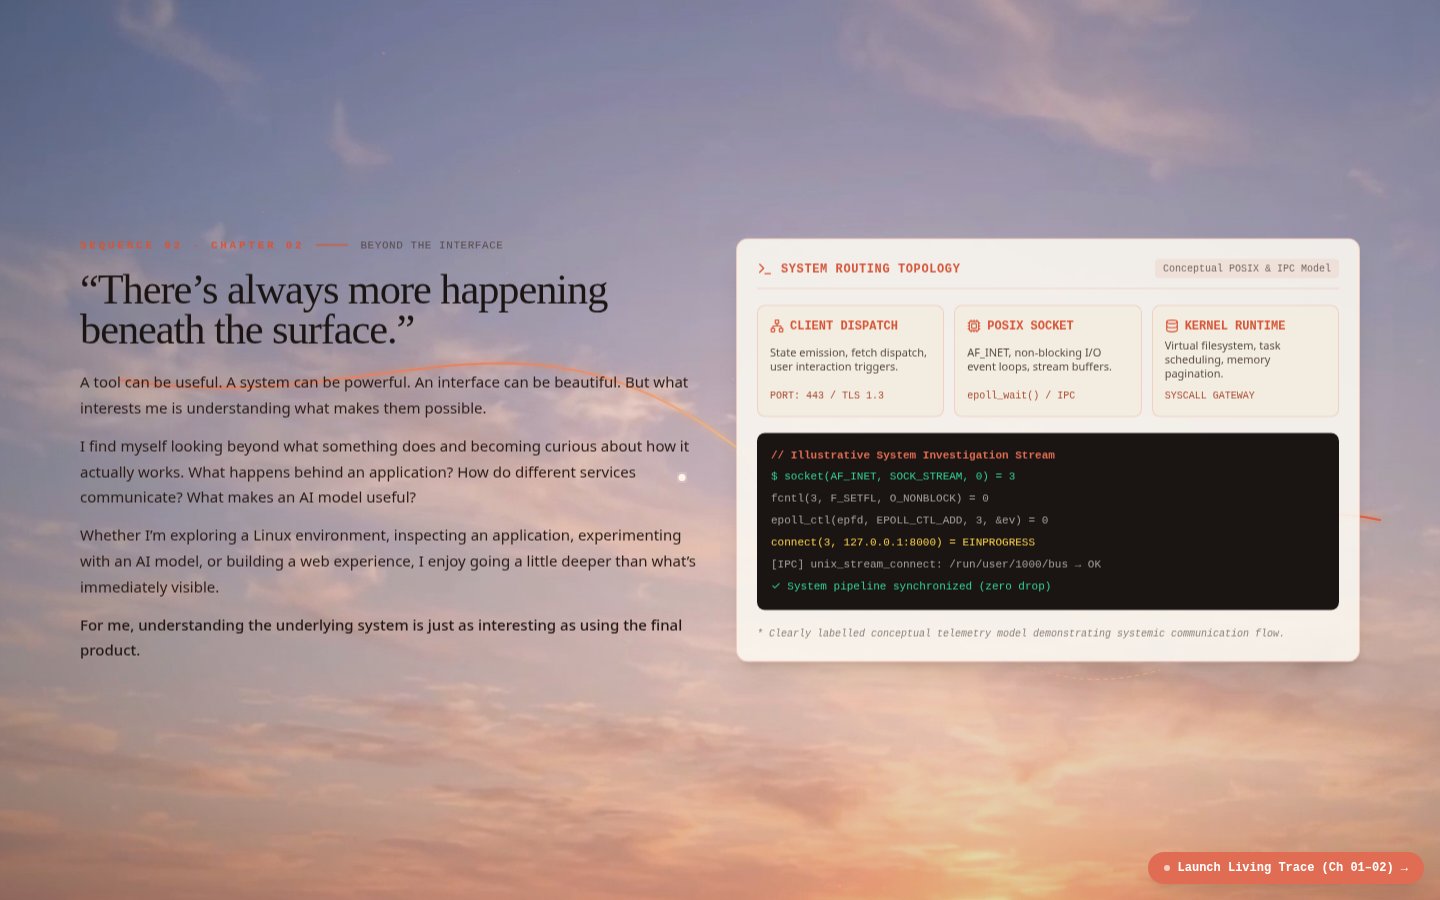 SEQUENCE 02 - CHAPTER 02 BEYOND THE INTERFACE
“There’s always more happening
beneath the surface.”
A tool can be useful. A system can be powerful. An interface can be beautiful. But what
interests me is understanding what makes them possible.
I find myself looking beyond what something does and becoming curious about how it
actually works. What happens behind an application? How do different services
communicate? What makes an AI model useful?
Whether I’m exploring a Linux environment, inspecting an application, experimenting
with an AI model, or building a web experience, I enjoy going a little deeper than what’s
immediately visible.
For me, understanding the underlying system is just as interesting as using the final
product.
SYSTEM ROUTING TOPOLOGY
Conceptual POSIX & IPC Model
CLIENT DISPATCH
State emission, fetch dispatch,
user interaction triggers.
PORT: 443 / TLS 1.3
POSIX SOCKET
AF_INET, non-blocking I/O
event loops, stream buffers.
epoll_wait() / IPC
KERNEL RUNTIME
Virtual filesystem, task
scheduling, memory
pagination.
SYSCALL GATEWAY
// Illustrative System Investigation Stream
$ socket(AF_INET, SOCK_STREAM, 0) = 3
fcntl(3, F_SETFL, O_NONBLOCK) = 0
epoll_ctl(epfd, EPOLL_CTL_ADD, 3, &ev) = 0
connect(3, 127.0.0.1:8000) = EINPROGRESS
[IPC] unix_stream_connect: /run/user/1000/bus → OK
✓ System pipeline synchronized (zero drop)
* Clearly labelled conceptual telemetry model demonstrating systemic communication flow.
Launch Living Trace (Ch 01–02) →